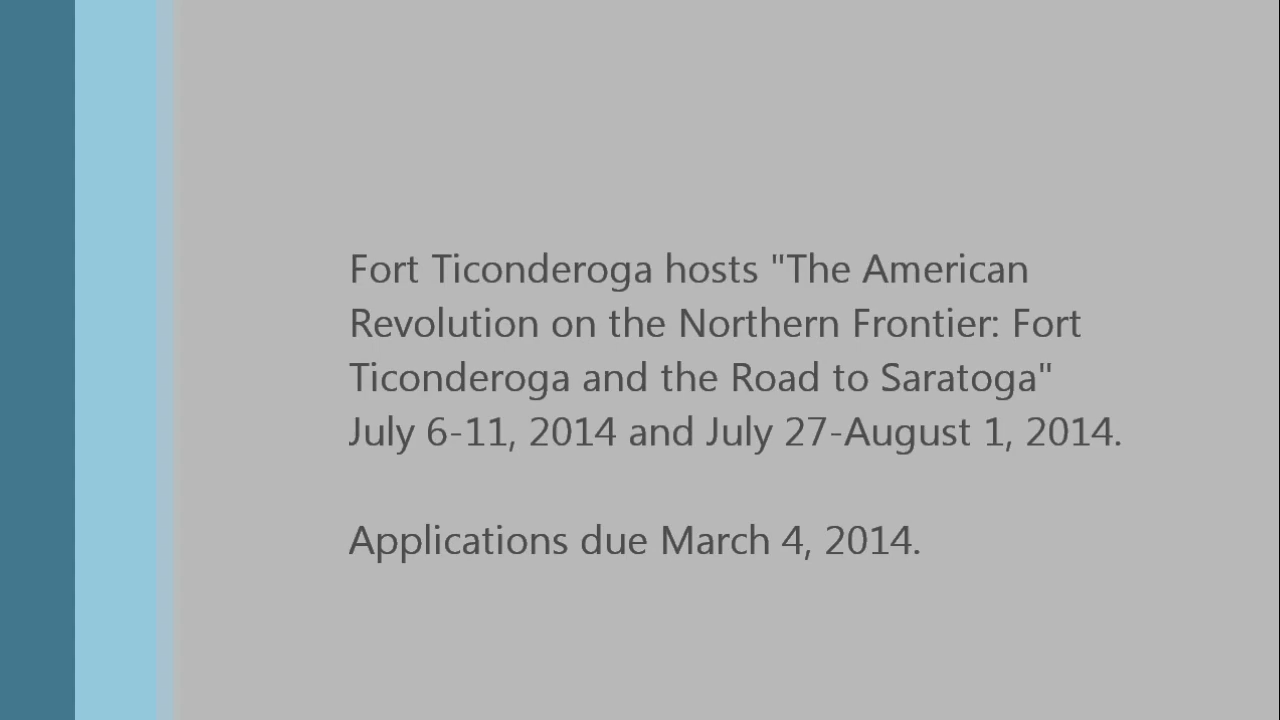 Fort Ticonderoga hosts "The American
Revolution on the Northern Frontier: Fort
Ticonderoga and the Road to Saratoga"
July 6-11, 2014 and July 27-August 1, 2014.
Applications due March 4, 2014.